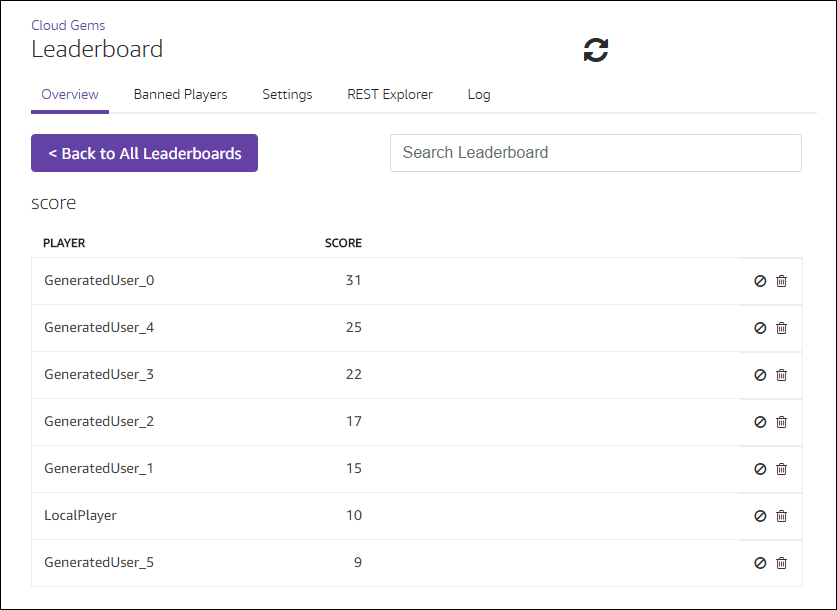 Cloud Gems
Leaderboard
Overview Banned Players Settings REST Explorer Log
< Back to All Leaderboards Search Leaderboard
score
PLAYER SCORE
GeneratedUser_0 31
GeneratedUser_4 25
GeneratedUser_3 22
GeneratedUser_2 17
GeneratedUser_1 15
LocalPlayer 10
GeneratedUser_5 9